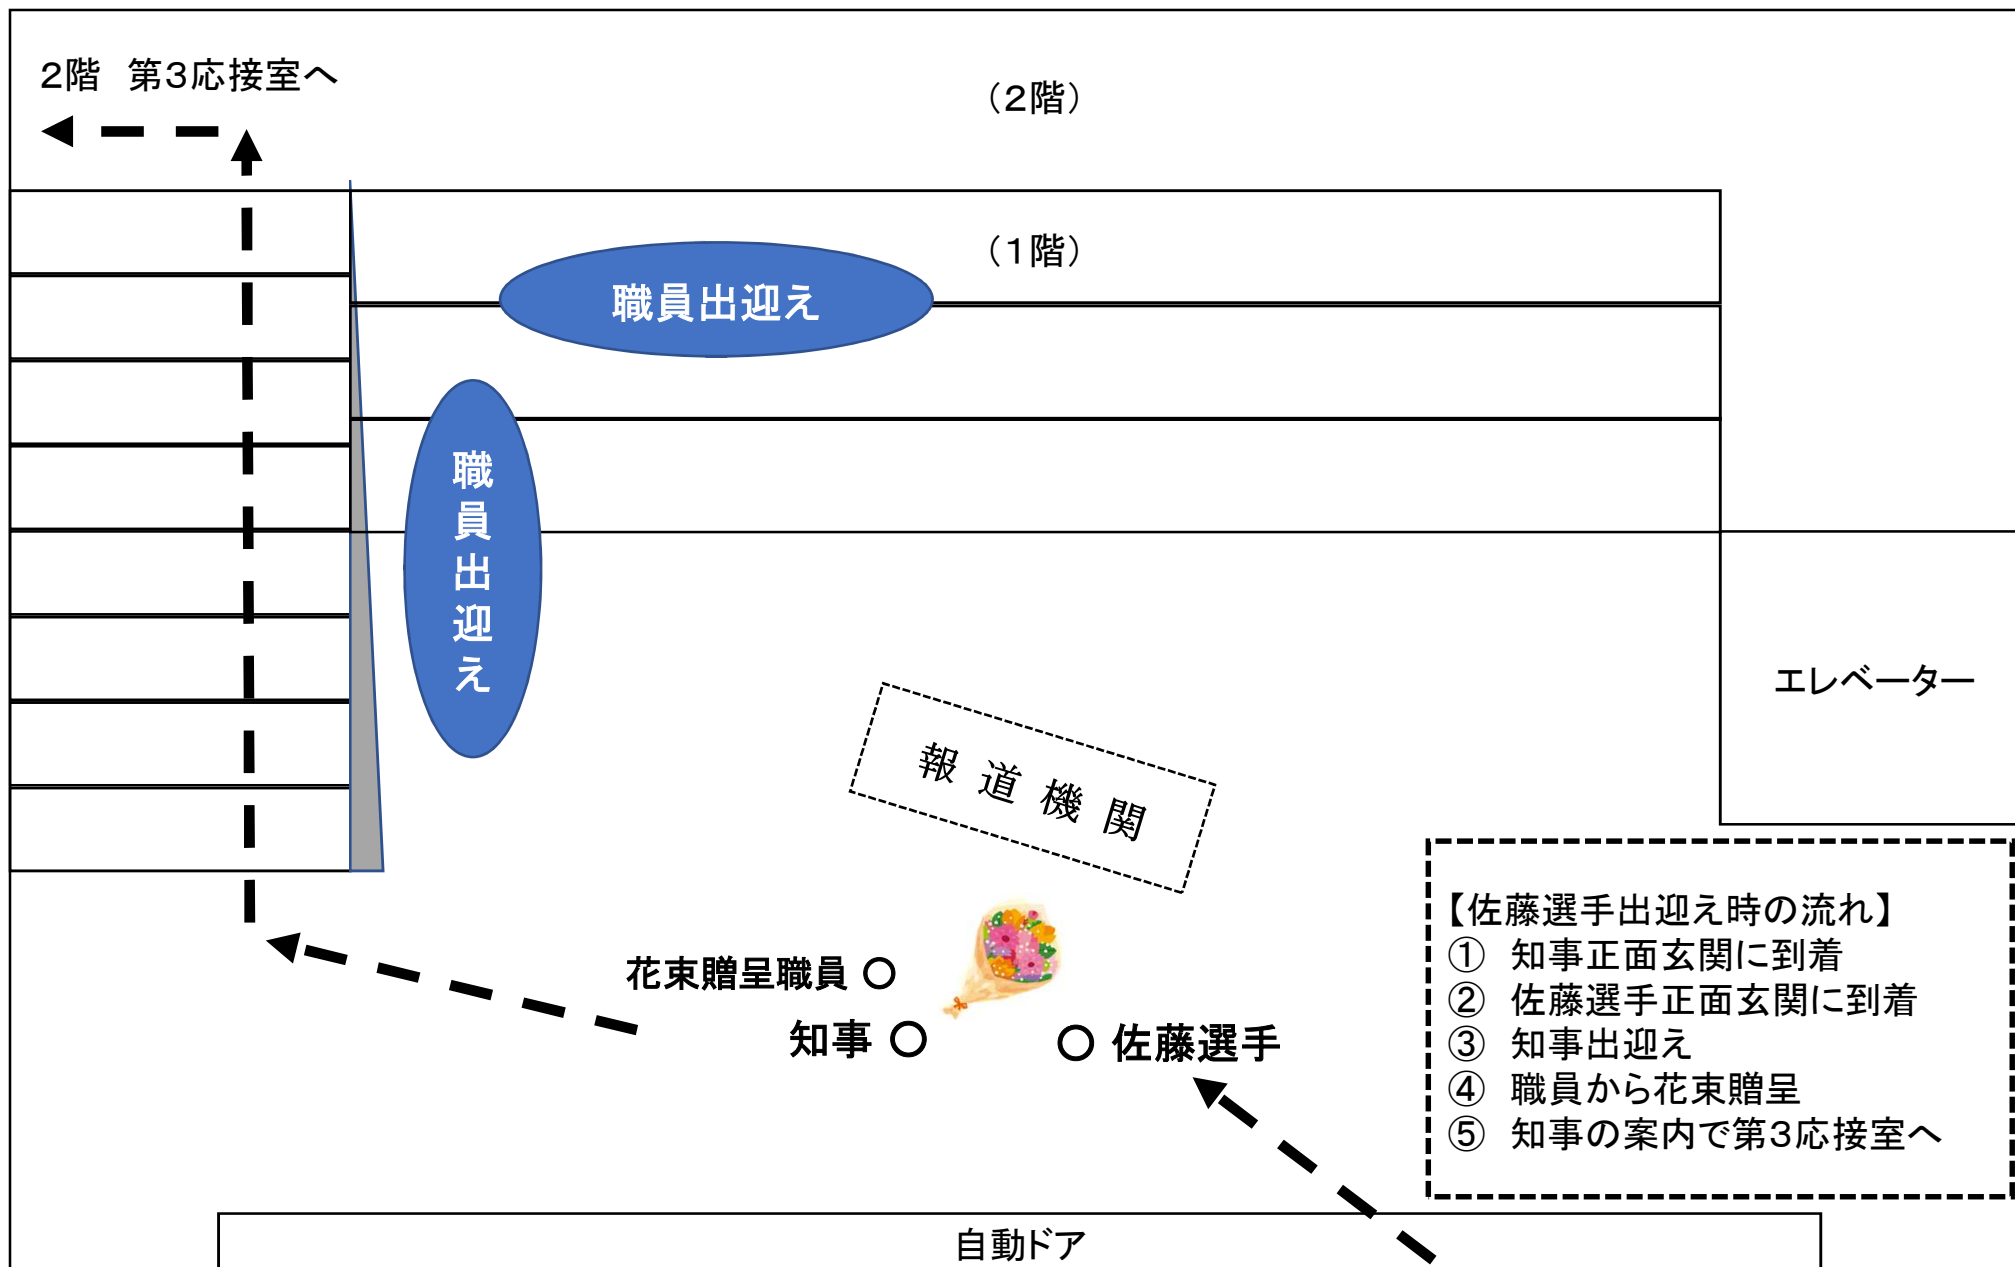 2階　第3応接室へ
（2階）
（1階）
職員出迎え
職員出迎え
エレベーター
報道機関
花束贈呈職員
知事
佐藤選手
【佐藤選手出迎え時の流れ】
①　知事正面玄関に到着
②　佐藤選手正面玄関に到着
③　知事出迎え
④　職員から花束贈呈
⑤　知事の案内で第3応接室へ
自動ドア